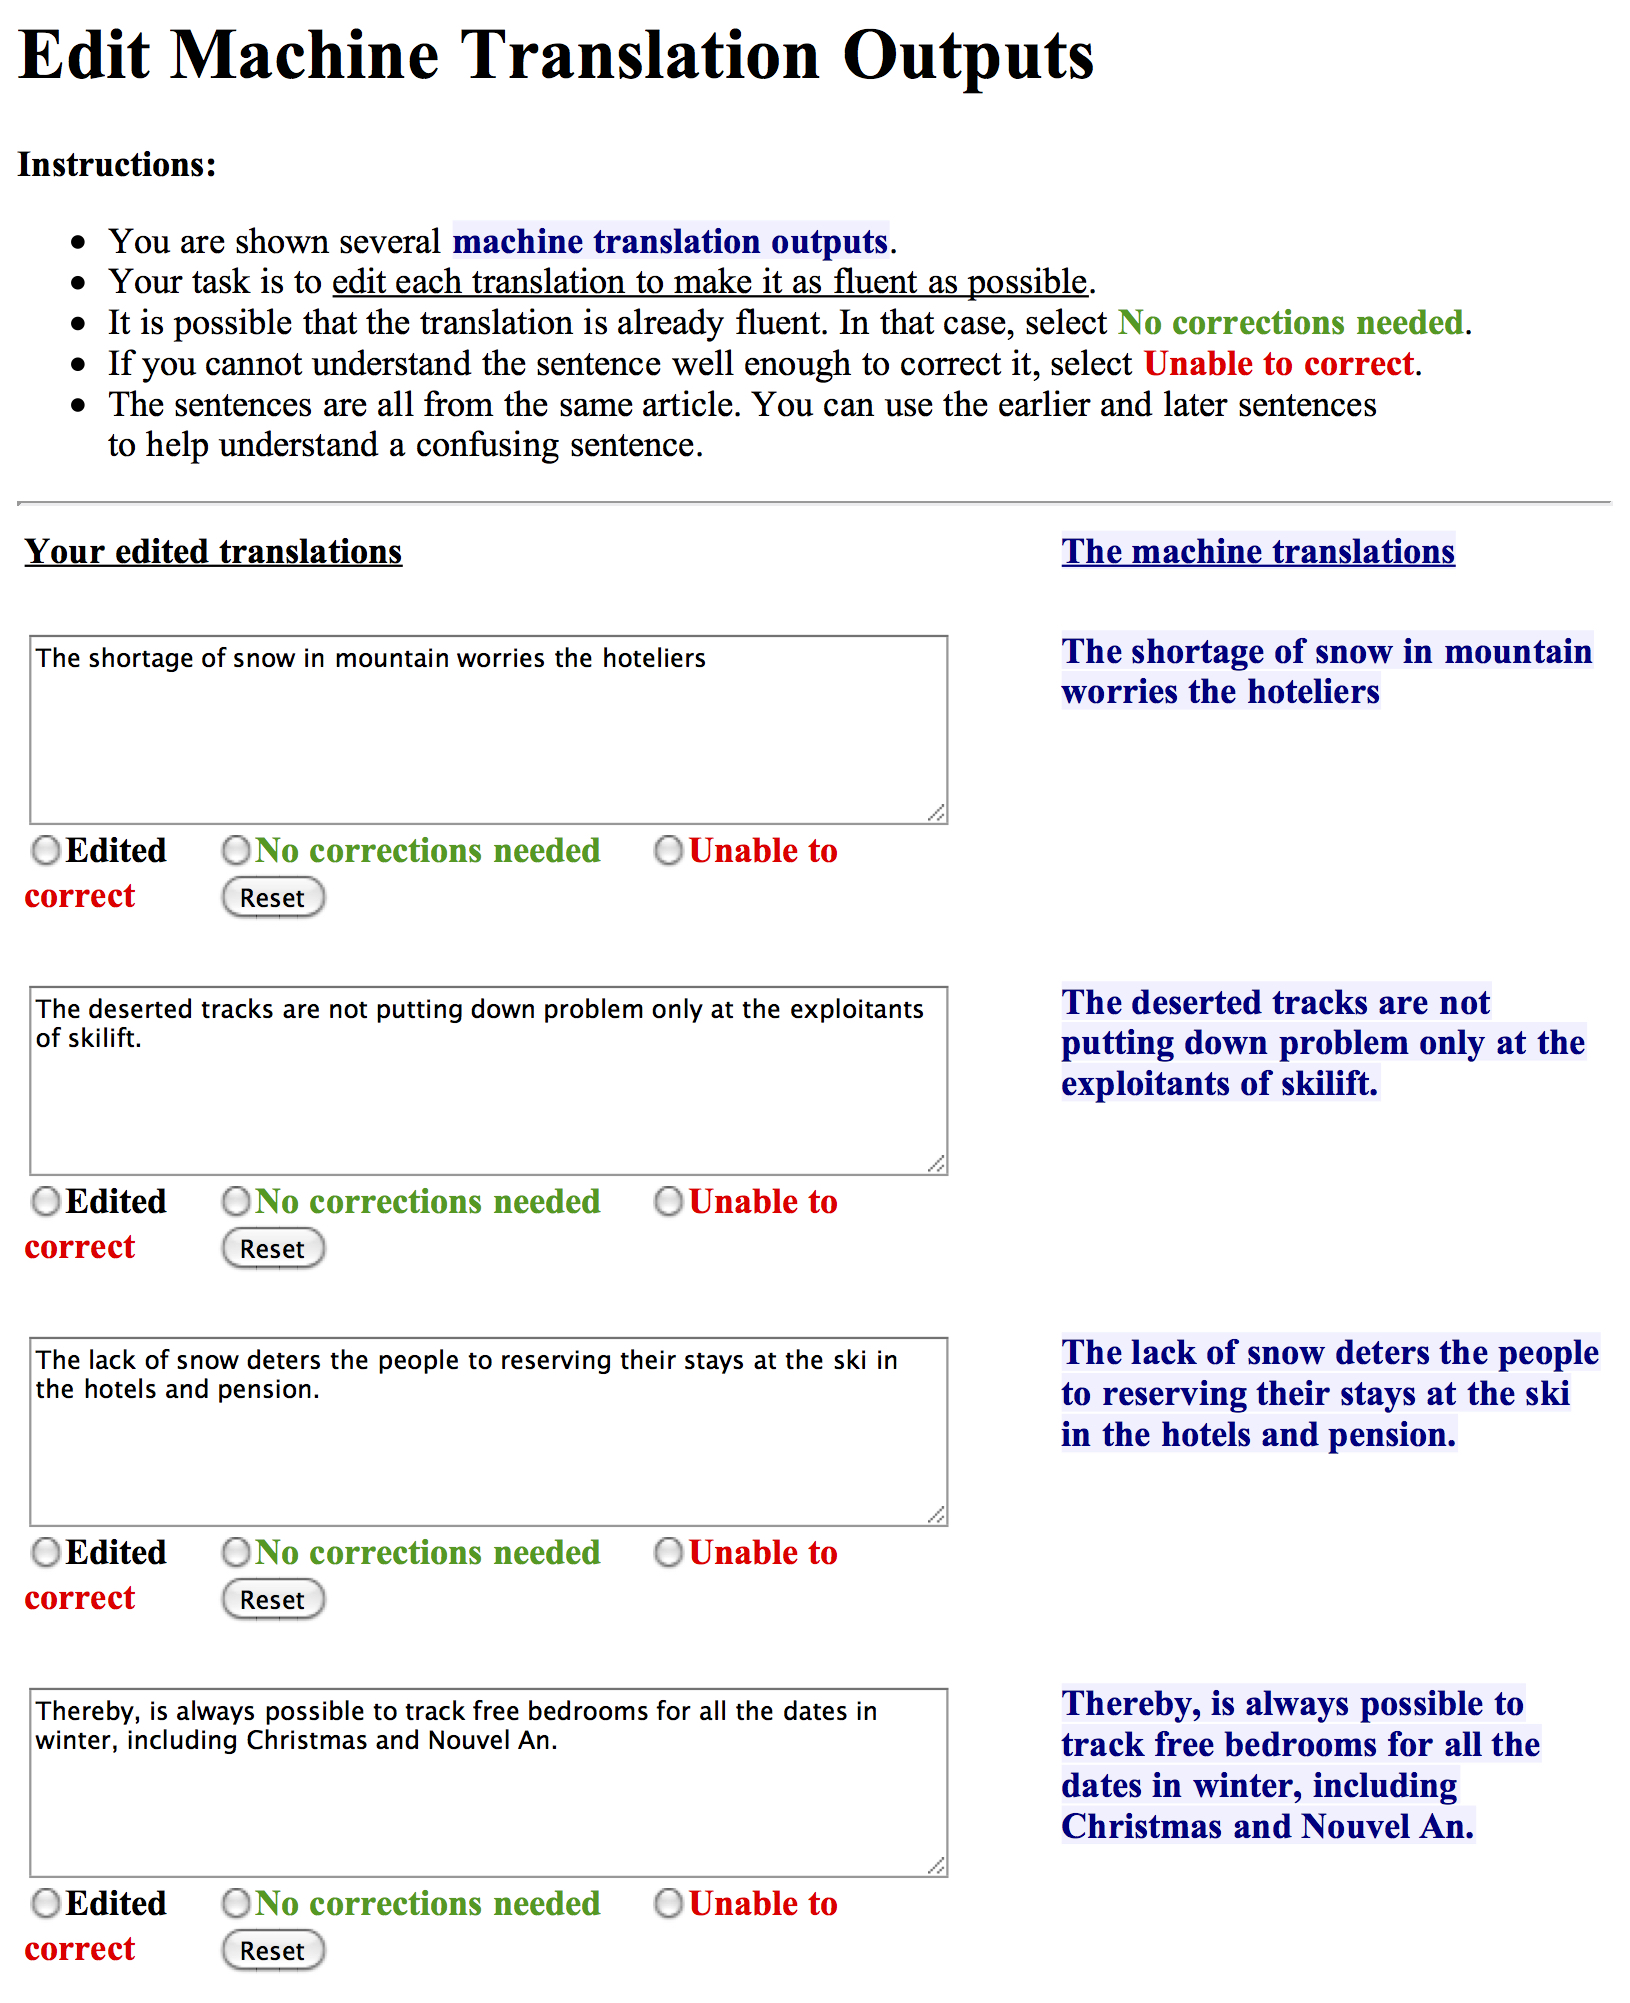 Edit Machine Translation Outputs
Instructions:
You are shown several machine translation outputs.
Your task is to edit each translation to make it as fluent as possible.
It is possible that the translation is already fluent. In that case, select No corrections needed.
If you cannot understand the sentence well enough to correct it, select Unable to correct.
The sentences are all from the same article. You can use the earlier and later sentences
to help understand a confusing sentence.
Your edited translations
The machine translations
The shortage of snow in mountain worries the hoteliers
The shortage of snow in mountain
worries the hoteliers
Edited No corrections needed Unable to
correct Reset
The deserted tracks are not putting down problem only at the exploitants
of skilift.
The deserted tracks are not
putting down problem only at the
exploitants of skilift.
Edited No corrections needed Unable to
correct Reset
The lack of snow deters the people to reserving their stays at the ski in
the hotels and pension.
The lack of snow deters the people
to reserving their stays at the ski
in the hotels and pension.
Edited No corrections needed Unable to
correct Reset
Thereby, is always possible to track free bedrooms for all the dates in
winter, including Christmas and Nouvel An.
Thereby, is always possible to
track free bedrooms for all the
dates in winter, including
Christmas and Nouvel An.
Edited No corrections needed Unable to
correct Reset